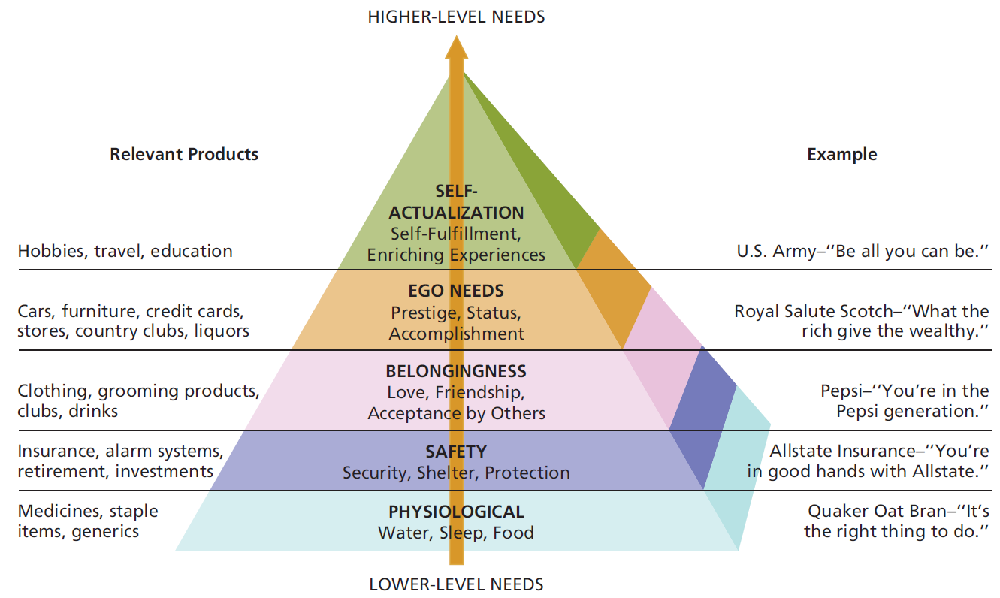 HIGHER-LEVEL NEEDS
Relevant Products
Example
SELF-
ACTUALIZATION
Self-Fulfillment,
Enriching Experiences
Hobbies, travel, education
U.S. Army–“Be all you can be.”
EGO NEEDS
Prestige, Status,
Accomplishment
Cars, furniture, credit cards,
stores, country clubs, liquors
Royal Salute Scotch–“What the
rich give the wealthy.”
BELONGINGNESS
Love, Friendship,
Acceptance by Others
Clothing, grooming products,
clubs, drinks
Pepsi–“You’re in the
Pepsi generation.”
SAFETY
Security, Shelter, Protection
Insurance, alarm systems,
retirement, investments
Allstate Insurance–“You’re
in good hands with Allstate.”
PHYSIOLOGICAL
Water, Sleep, Food
Medicines, staple
items, generics
Quaker Oat Bran–“It’s
the right thing to do.”
LOWER-LEVEL NEEDS